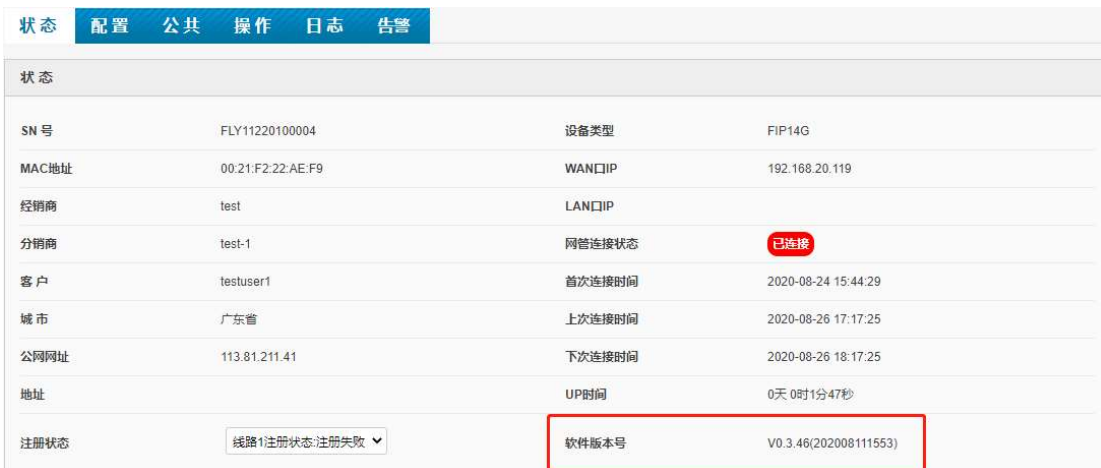 状态 配置 公共 操作 日志 告警
状态
SN 号 FLY11220100004 设备类型 FIP14G
MAC地址 00:21:F2:22:AE:F9 WAN口IP 192.168.20.119
经销商 test LAN口IP
分销商 test-1 网管连接状态 已连接
客户 testuser1 首次连接时间 2020-08-24 15:44:29
城市 广东省 上次连接时间 2020-08-26 17:17:25
公网网址 113.81.211.41 下次连接时间 2020-08-26 18:17:25
地址 UP时间 0天 0时1分47秒
注册状态 线路1注册状态:注册失败 软件版本号 V0.3.46(202008111553)